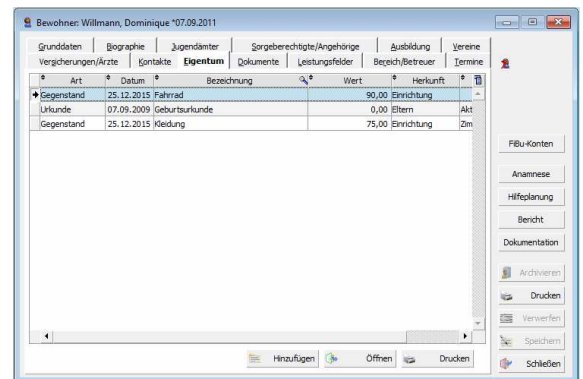 Bewohner: Willmann, Dominique *07.09.2011
Grunddaten Biographie Jugendämter Sorgeberechtigte/Angehörige Ausbildung Vereine
Versicherungen/Ärzte Kontakte Eigentum Dokumente Leistungsfelder Bereich/Betreuer Termine
Art Datum Bezeichnung Wert Herkunft
Gegenstand 25.12.2015 Fahrrad 90,00 Einrichtung
Urkunde 07.09.2009 Geburtsurkunde 0,00 Eltern Akt
Gegenstand 25.12.2015 Kleidung 75,00 Einrichtung Zim
FiBu-Konten
Anamnese
Hilfeplanung
Bericht
Dokumentation
Archivieren
Drucken
Verwerfen
Speichern
Hinzufügen Öffnen Drucken
Schließen